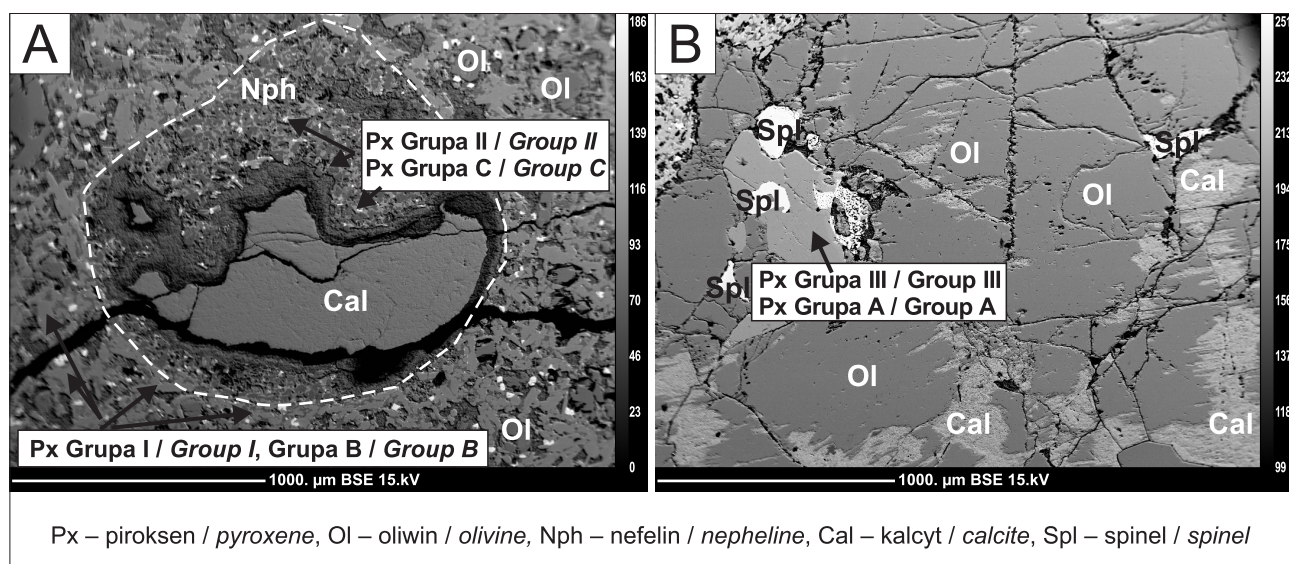 A
Nph
Ol
Ol
Px Grupa II / Group II
Px Grupa C / Group C
Cal
Px Grupa I / Group I, Grupa B / Group B
Ol
1000. µm BSE 15.kV
186
163
139
116
93
70
46
23
0
B
Spl
Ol
Spl
Cal
Ol
Spl
Spl
Px Grupa III / Group III
Px Grupa A / Group A
Ol
Cal
Cal
1000. µm BSE 15.kV
251
232
213
194
175
156
137
118
99
Px – piroksen / pyroxene, Ol – oliwin / olivine, Nph – nefelin / nepheline, Cal – kalcyt / calcite, Spl – spinel / spinel